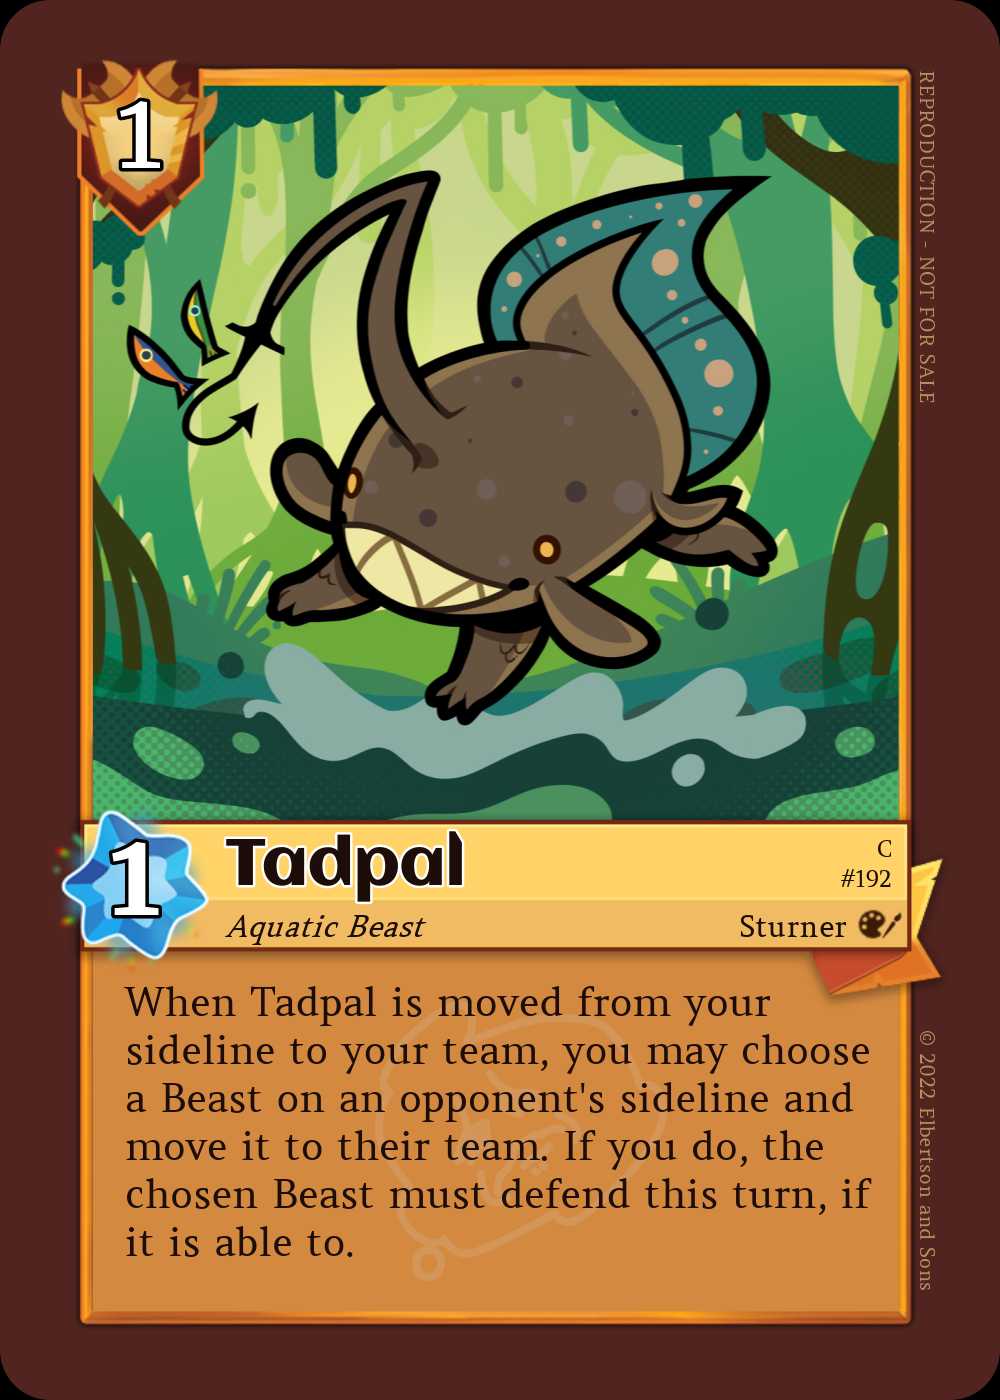 1
REPRODUCTION - NOT FOR SALE
1
Tadpal
C
#192
Aquatic Beast
Sturner
When Tadpal is moved from your
sideline to your team, you may choose
a Beast on an opponent's sideline and
move it to their team. If you do, the
chosen Beast must defend this turn, if
it is able to.
© 2022 Elbertson and Sons